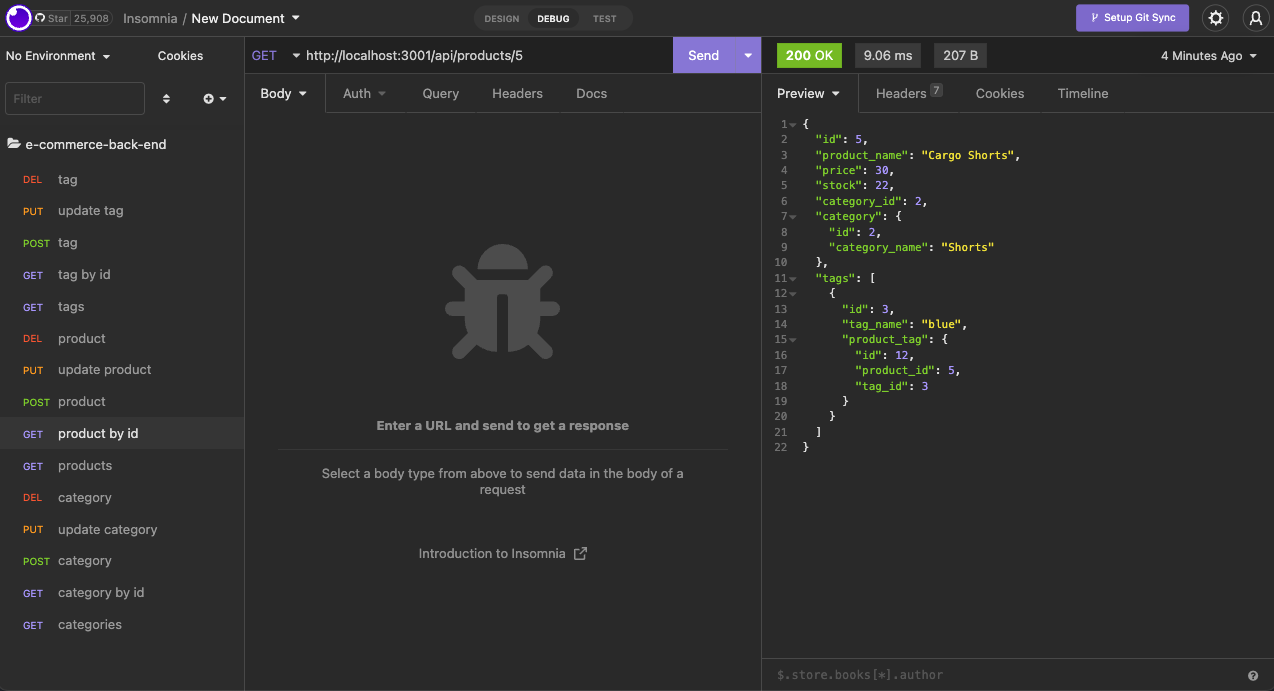 Star 25,908 Insomnia / New Document DESIGN DEBUG TEST Setup Git Sync
No Environment Cookies
Filter
e-commerce-back-end
DEL tag
PUT update tag
POST tag
GET tag by id
GET tags
DEL product
PUT update product
POST product
GET product by id
GET products
DEL category
PUT update category
POST category
GET category by id
GET categories
GET http://localhost:3001/api/products/5 Send
Body Auth Query Headers Docs
Enter a URL and send to get a response
Select a body type from above to send data in the body of a
request
Introduction to Insomnia
200 OK 9.06 ms 207 B 4 Minutes Ago
Preview Headers 7 Cookies Timeline
1 {
2 "id": 5,
3 "product_name": "Cargo Shorts",
4 "price": 30,
5 "stock": 22,
6 "category_id": 2,
7 "category": {
8 "id": 2,
9 "category_name": "Shorts"
10 },
11 "tags": [
12 {
13 "id": 3,
14 "tag_name": "blue",
15 "product_tag": {
16 "id": 12,
17 "product_id": 5,
18 "tag_id": 3
19 }
20 }
21 ]
22 }
$.store.books[*].author